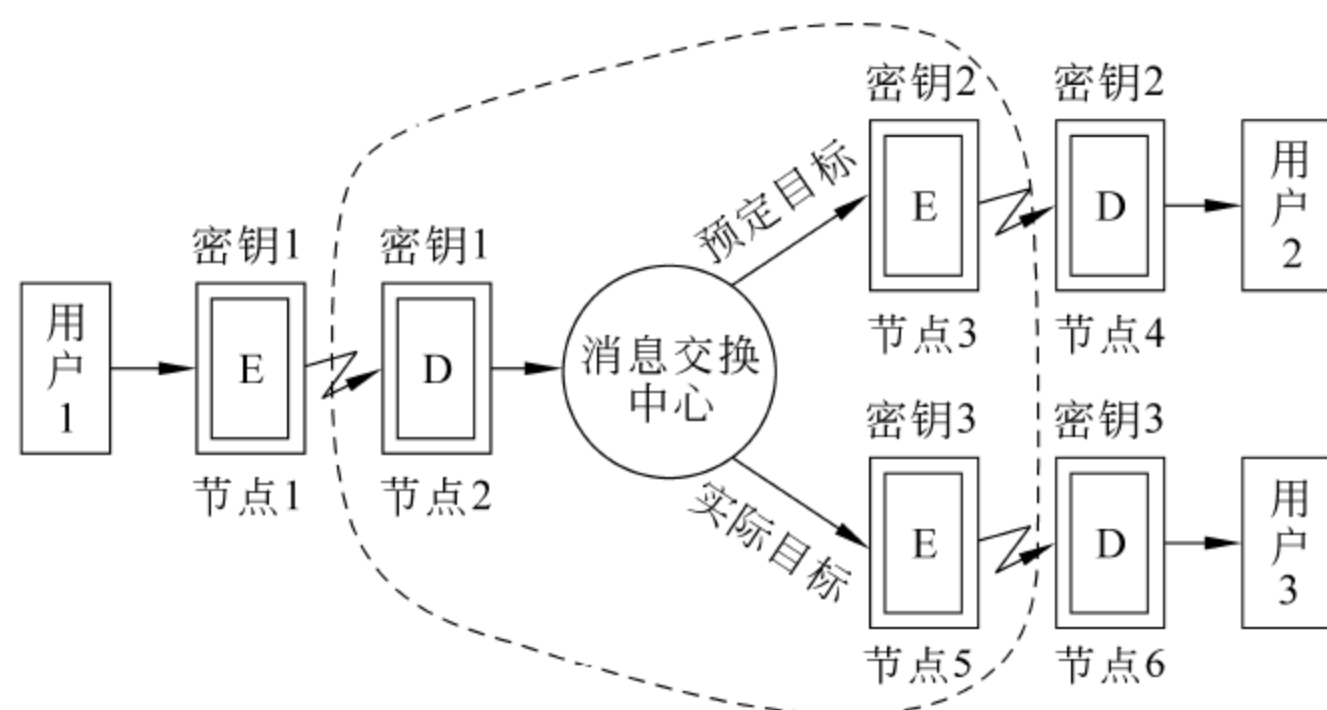 密钥2
密钥2
E
D
用户2
预定目标
节点3
节点4
密钥1
密钥1
用户1
E
D
节点1
节点2
消息交换
中心
密钥3
密钥3
实际目标
E
D
用户3
节点5
节点6